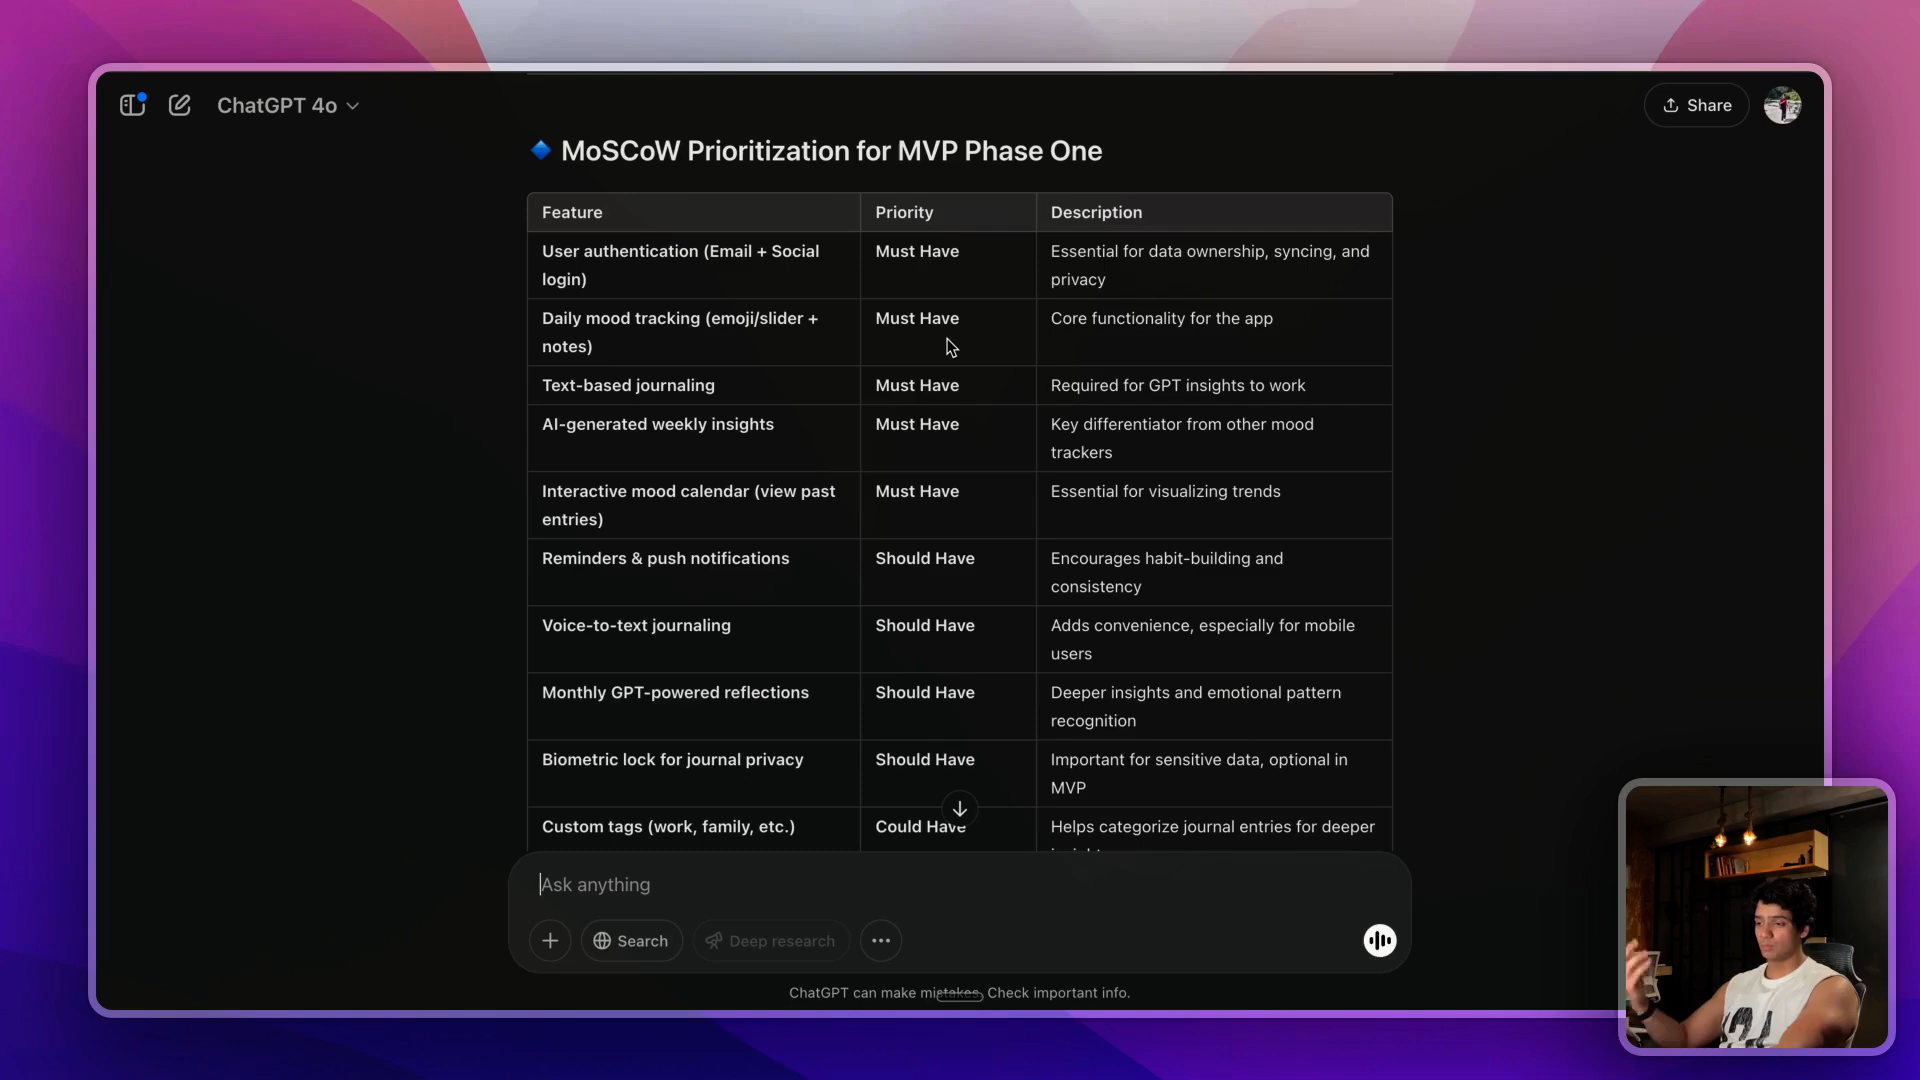 ChatGPT 4o
Share
MoSCoW Prioritization for MVP Phase One
Feature Priority Description
User authentication (Email + Social Must Have Essential for data ownership, syncing, and
login) privacy
Daily mood tracking (emoji/slider + Must Have Core functionality for the app
notes)
Text-based journaling Must Have Required for GPT insights to work
AI-generated weekly insights Must Have Key differentiator from other mood
trackers
Interactive mood calendar (view past Must Have Essential for visualizing trends
entries)
Reminders & push notifications Should Have Encourages habit-building and
consistency
Voice-to-text journaling Should Have Adds convenience, especially for mobile
users
Monthly GPT-powered reflections Should Have Deeper insights and emotional pattern
recognition
Biometric lock for journal privacy Should Have Important for sensitive data, optional in
MVP
Custom tags (work, family, etc.) Could Have Helps categorize journal entries for deeper
Ask anything
Search Deep research
ChatGPT can make mistakes. Check important info.